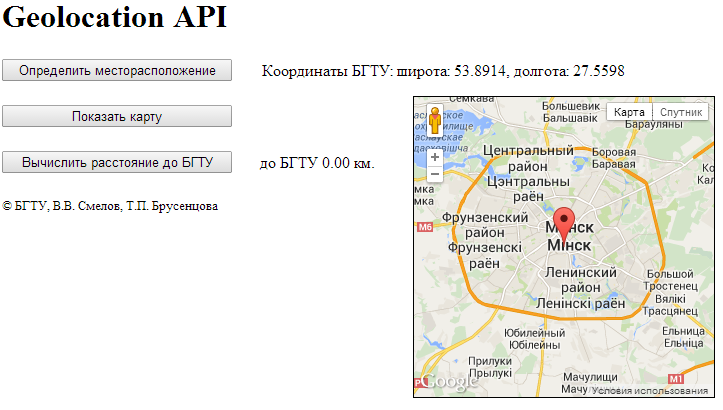 Geolocation API
Определить месторасположение
Координаты БГТУ: широта: 53.8914, долгота: 27.5598
Показать карту
Вычислить расстояние до БГТУ
до БГТУ 0.00 км.
© БГТУ, В.В. Смелов, Т.П. Брусенцова
Семкава
Большевик
Бальшавік
Карта
Спутник
Бараўляны
+
−
Центральный
район
Цэнтральны
раён
Боровая
Баравая
M6
Фрунзенский
район
Фрунзенскі
раён
Минск
Мінск
Ленинский
район
Ленінскі раён
Большой
Тростенец
Вялікі
Трасцянец
Юбилейный
Юбілейны
Ельница
Ельніца
Прилуки
Прылукі
Мачулищи
Мачу
M1
Google
Условия использования